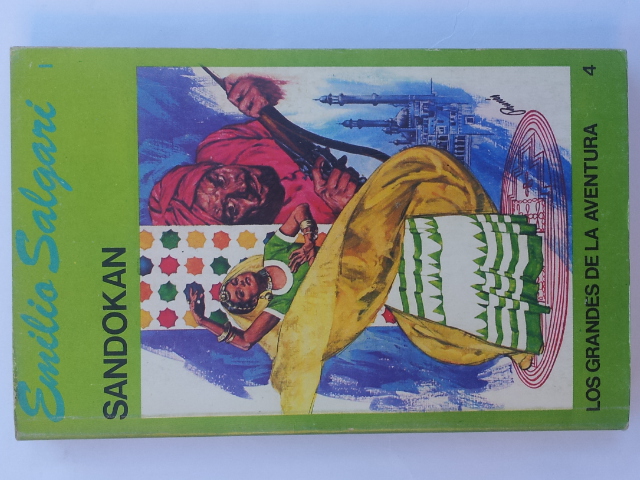 Emilio Salgari
1
SANDOKAN
LOS GRANDES DE LA AVENTURA
4